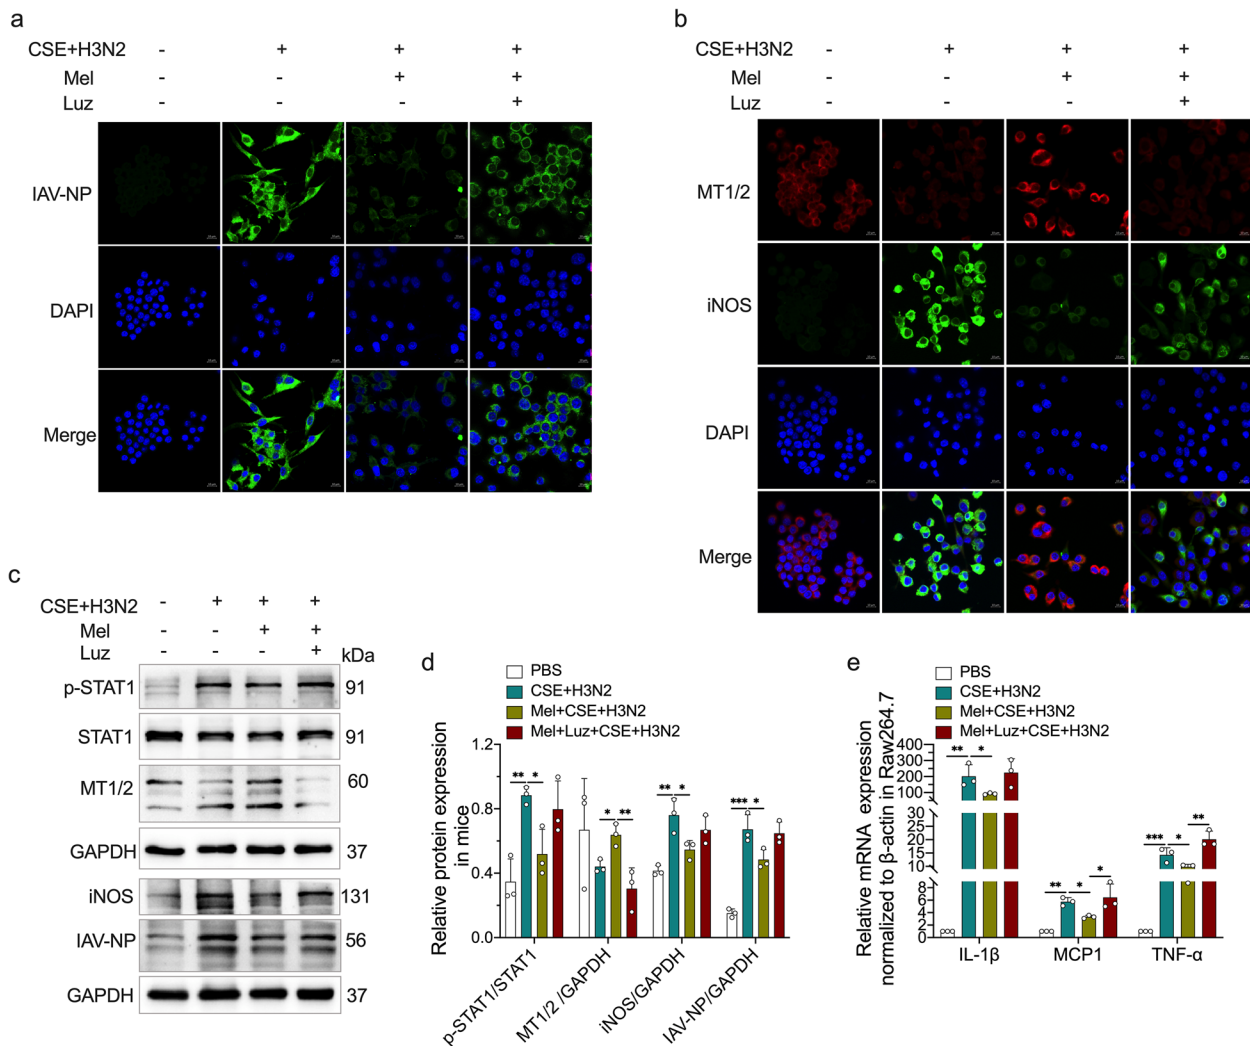 a
CSE+H3N2 - + + +
Mel - - + +
Luz - - - +
IAV-NP
DAPI
Merge
b
CSE+H3N2 - + + +
Mel - - + +
Luz - - - +
MT1/2
iNOS
DAPI
Merge
c
CSE+H3N2 - + + +
Mel - - + +
Luz - - - + kDa
p-STAT1 91
STAT1 91
MT1/2 60
GAPDH 37
iNOS 131
IAV-NP 56
GAPDH 37
d
PBS
CSE+H3N2
Mel+CSE+H3N2
Mel+Luz+CSE+H3N2
Relative protein expression
in mice
1.2
0.8
0.4
0.0
** * * ** ** * *** *
p-STAT1/STAT1
MT1/2 /GAPDH
iNOS/GAPDH
IAV-NP/GAPDH
e
PBS
CSE+H3N2
Mel+CSE+H3N2
Mel+Luz+CSE+H3N2
Relative mRNA expression
normalized to β-actin in Raw264.7
400
300
200
100
30
25
20
15
10
8
6
4
2
0
** * ** * * *** * **
IL-1β MCP1 TNF-α